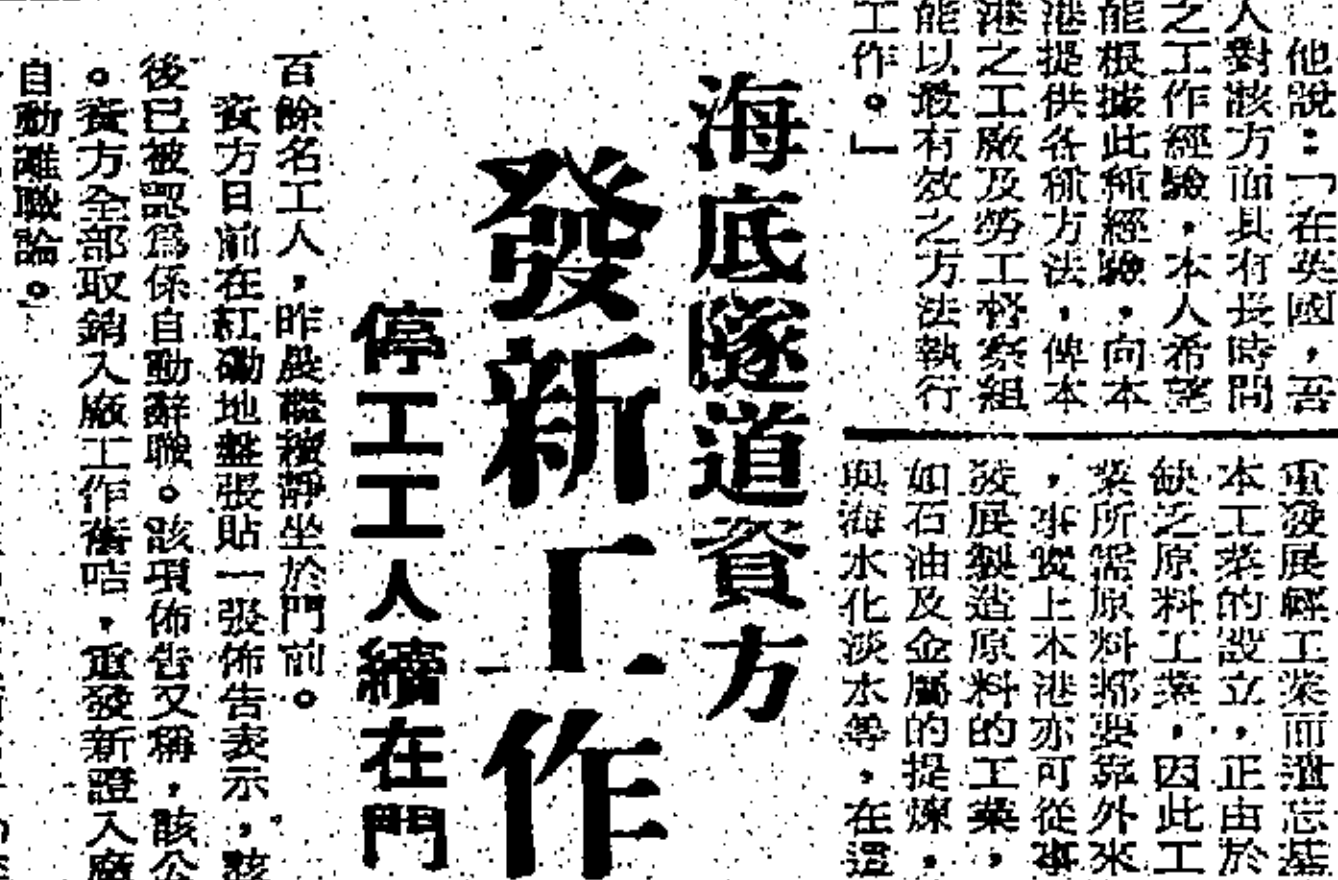 他說：「在英國，吾
人對該方面具有長時間
之工作經驗，本人希望
能根據此種經驗，向本
港提供各種方法，俾本
港之工廠及勞工督察組
能以最有效之方法執行
工作。」
重發展輕工業而遺忘基
本工業的設立，正由於
缺乏原料工業，因此工
業所需原料都要靠外來
，事實上本港亦可從事
發展製造原料的工業，
如石油及金屬的提煉，
與海水化淡水等，在這
海底隧道資方
發新工作
停工工人續在門
百餘名工人，昨晨繼續靜坐於門前。
資方日前在紅磡地盤張貼一張佈告表示，該
後已被認爲係自動辭職。該項佈告又稱，該公
。資方全部取銷入廠工作舊咭，重發新證入廠
自動離職論。